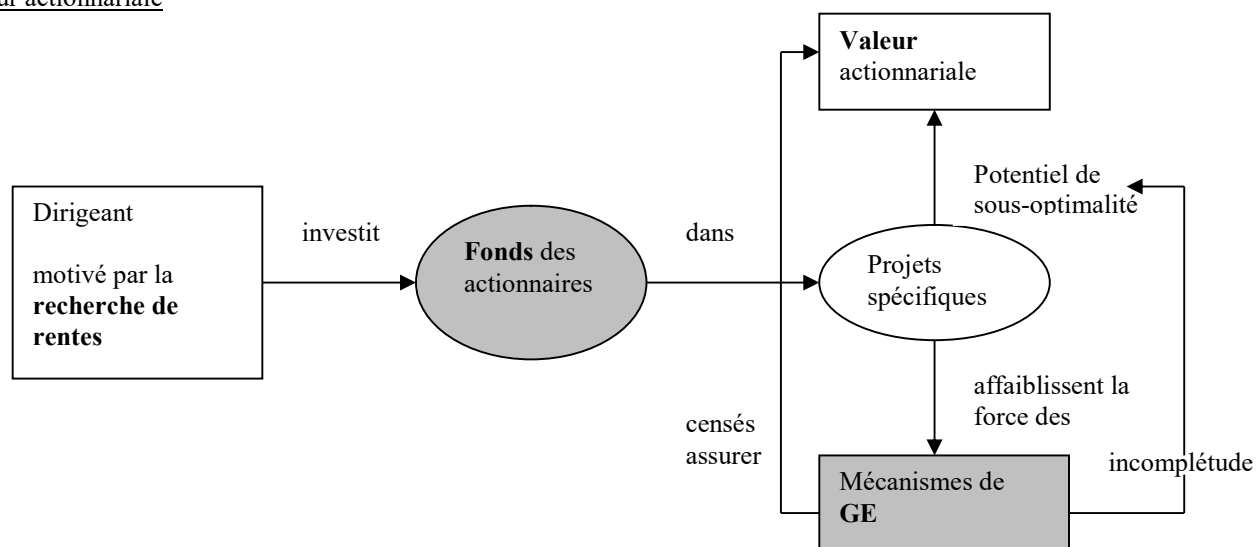 actionnariale
Valeur
actionnariale
Potentiel de
sous-optimalité
Dirigeant
motivé par la
recherche de
rentes
investit
Fonds des
actionnaires
dans
Projets
spécifiques
affaiblissent la
force des
censés
assurer
Mécanismes de
GE
incomplétude